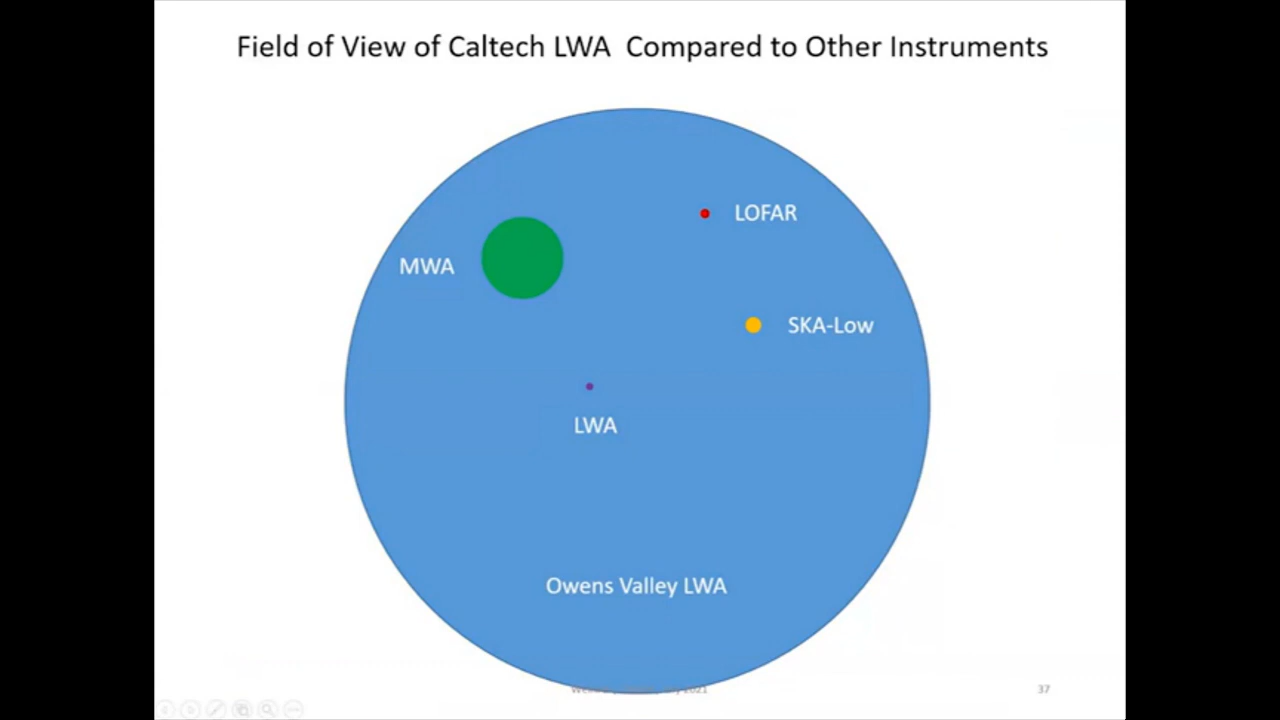 Field of View of Caltech LWA Compared to Other Instruments
LOFAR
MWA
SKA-Low
LWA
Owens Valley LWA
2021
37